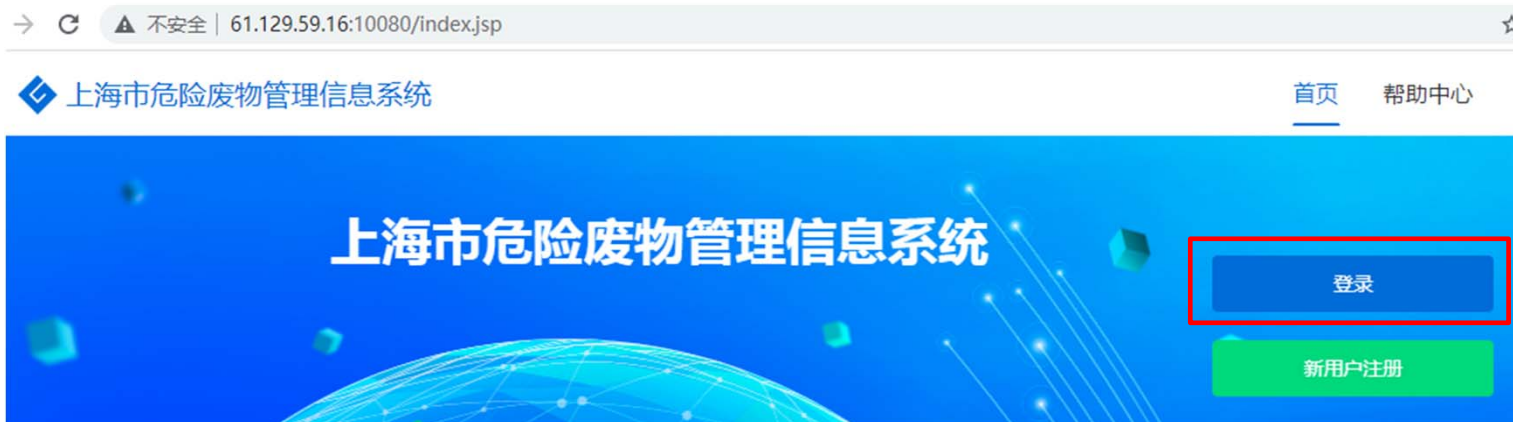 不安全 | 61.129.59.16:10080/index.jsp
上海市危险废物管理信息系统
首页 帮助中心
上海市危险废物管理信息系统
登录
新用户注册